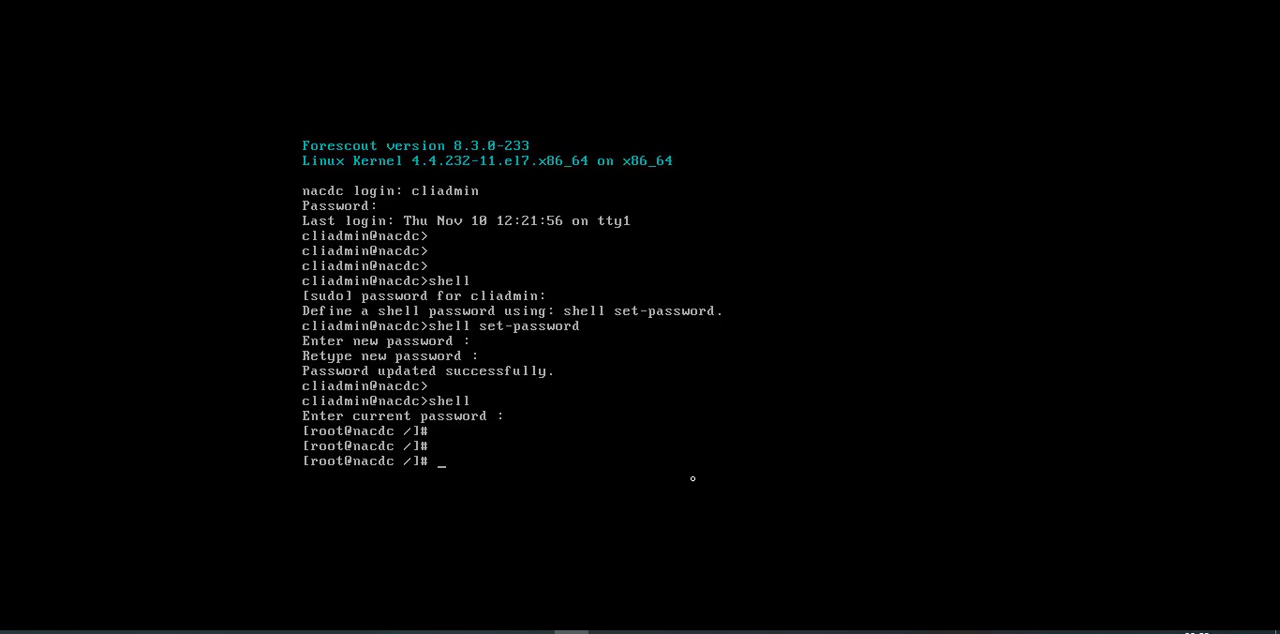 Forescout version 8.3.0-233
Linux Kernel 4.4.232-11.el7.x86_64 on x86_64
nacdc login: cliadmin
Password:
Last login: Thu Nov 10 12:21:56 on tty1
cliadmin@nacdc>
cliadmin@nacdc>
cliadmin@nacdc>
cliadmin@nacdc>shell
[sudo] password for cliadmin:
Define a shell password using: shell set-password.
cliadmin@nacdc>shell set-password
Enter new password :
Retype new password :
Password updated successfully.
cliadmin@nacdc>
cliadmin@nacdc>shell
Enter current password :
[root@nacdc /]#
[root@nacdc /]#
[root@nacdc /]# _